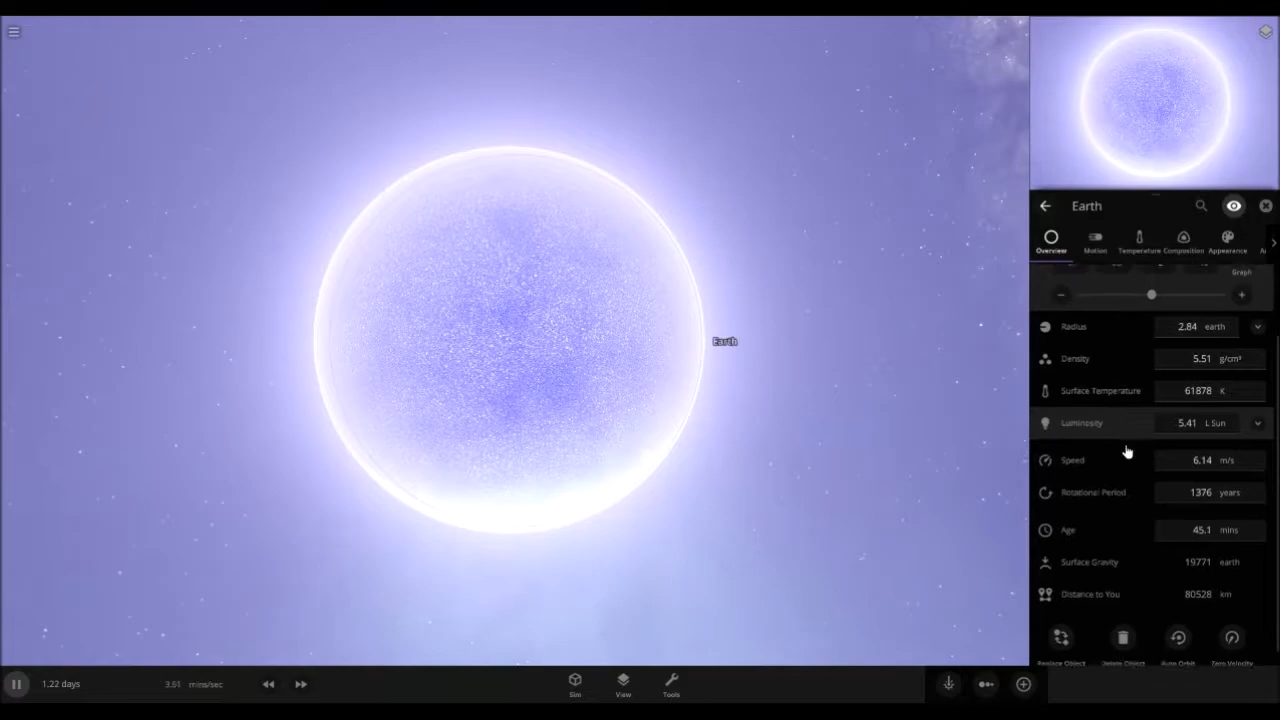 Earth
Overview Motion Temperature Composition Appearance
Graph
Radius 2.84 earth
Density 5.51 g/cm³
Earth
Surface Temperature 61878 K
Luminosity 5.41 L Sun
Speed 6.14 m/s
Rotational Period 1376 years
Age 45.1 mins
Surface Gravity 19771 earth
Distance to You 80528 km
Replace Object Delete Object Auto Orbit Zero Velocity
1.22 days 3.51 mins/sec
Sim View Tools